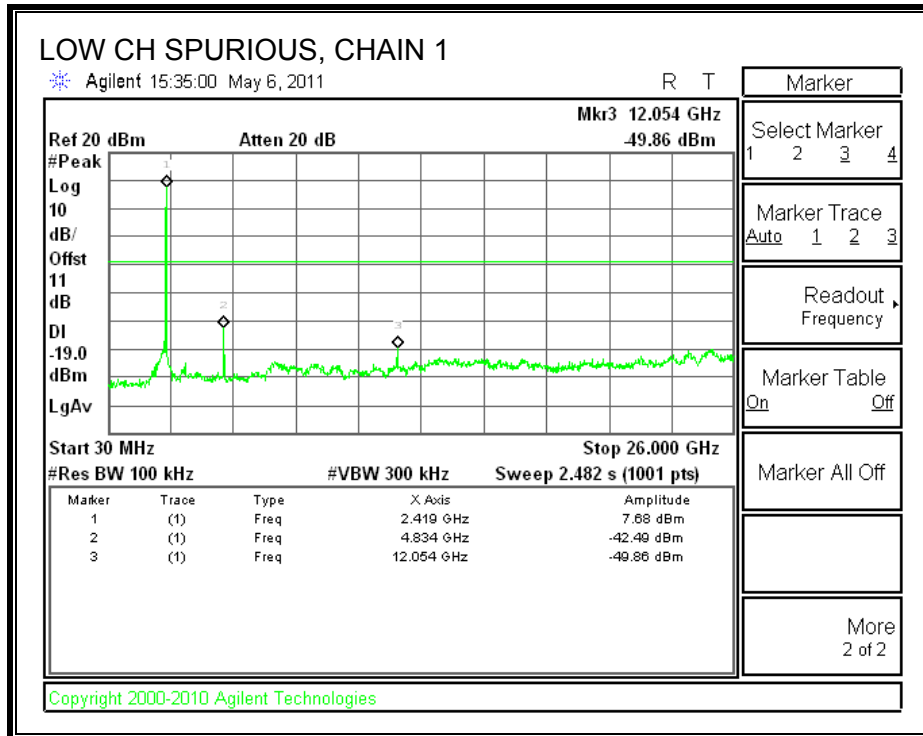 LOW CH SPURIOUS, CHAIN 1
Agilent 15:35:00 May 6, 2011 R T
Mkr3 12.054 GHz
Ref 20 dBm Atten 20 dB -49.86 dBm
#Peak
Log
10
dB/
Offst
11
dB
DI
-19.0
dBm
LgAv
1
2
3
Start 30 MHz Stop 26.000 GHz
#Res BW 100 kHz #VBW 300 kHz Sweep 2.482 s (1001 pts)
Marker Trace Type X Axis Amplitude
1 (1) Freq 2.419 GHz 7.68 dBm
2 (1) Freq 4.834 GHz -42.49 dBm
3 (1) Freq 12.054 GHz -49.86 dBm
Marker
Select Marker
1 2 3 4
Marker Trace
Auto 1 2 3
Readout
Frequency
Marker Table
On Off
Marker All Off
More
2 of 2
Copyright 2000-2010 Agilent Technologies